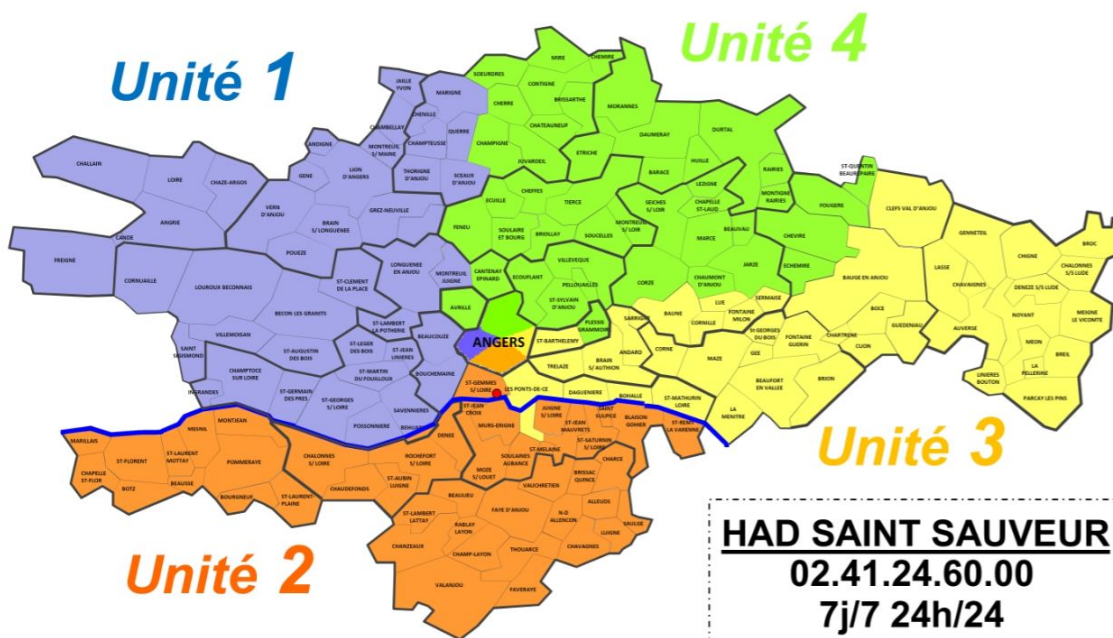 Unité 1
Unité 4
Unité 2
Unité 3
HAD SAINT SAUVEUR
02.41.24.60.00
7j/7 24h/24
CHALLAIN
LOIRE
CHAZE-ARGOS
ANGRIE
CANDE
FREIGNE
JAILLE
YVON
MARIGNE
CHENILLE
CHAMBELLAY
QUERRE
MONTREUIL
S/ MAINE
CHAMPTEUSSE
ANDIGNE
GENE
LION
D'ANGERS
THORIGNE
D'ANJOU
SCEAUX
D'ANJOU
VERN
D'ANJOU
GREZ-NEUVILLE
BRAIN
S/ LONGUENEE
POUEZE
CORNUAILLE
LOUROUX BECONNAIS
LONGUENEE
EN ANJOU
MONTREUIL
JUIGNE
ST-CLEMENT
DE LA PLACE
BECON LES GRANITS
ST-LAMBERT
LA POTHERIE
VILLEMOISAN
SAINT
SIGISMOND
ST-AUGUSTIN
DES BOIS
ST-LEGER
DES BOIS
ST-JEAN
LINIERES
BEAUCOUZE
CHAMPTOCE
SUR LOIRE
ST-MARTIN
DU FOUILLOUX
BOUCHEMAINE
INGRANDES
ST-GERMAIN
DES PRES
ST-GEORGES
S/ LOIRE
SAVENNIERES
POSSONNIERE
BEHUARD
SOEURDRES
MIRE
CHEMIRE
CONTIGNE
CHERRE
BRISSARTHE
MORANNES
CHATEAUNEUF
DAUMERAY
DURTAL
CHAMPIGNE
JUVARDEIL
ETRICHE
HUILLE
BARACE
RAIRIES
ST-QUENTIN
BEAUREPAIRE
CHEFFES
LEZIGNE
MONTIGNE
RAIRIES
FOUGERE
ECUILLE
TIERCE
SEICHES
S/ LOIR
CHAPELLE
ST-LAUD
FENEU
SOULAIRE
ET BOURG
BRIOLLAY
SOUCELLES
MONTREUIL
S/ LOIR
MARCE
BEAUVAU
CHEVIRE
CANTENAY
EPINARD
ECOUFLANT
VILLEVEQUE
PELLOUAILLES
JARZE
ECHEMIRE
CHAUMONT
D'ANJOU
CORZE
ST-SYLVAIN
D'ANJOU
AVRILLE
PLESSIS
GRAMMOIR
ANGERS
CLEFS VAL D'ANJOU
GENNETEIL
BROC
CHIGNE
LASSE
CHALONNES
S/S LUDE
CHAVAIGNES
DENEZE S/S LUDE
BAUGE EN ANJOU
NOYANT
MEIGNE
LE VICOMTE
BOCE
GUEDENIAU
AUVERSE
MEON
BREIL
LA
PELLERINE
LINIERES
BOUTON
PARCAY LES PINS
SERMAISE
LUE
FONTAINE
MILON
BAUNE
CORNILLE
SARRIGNE
ST-BARTHELEMY
ANDARD
CORNE
MAZE
ST-GEORGES
DU BOIS
GEE
FONTAINE
GUERIN
CHARTRENE
CUON
TRELAZE
BRAIN
S/ AUTHION
BEAUFORT
EN VALLEE
BRION
LES PONTS-DE-CE
DAGUENIERE
BOHALLE
ST-MATHURIN
LOIRE
LA
MENITRE
ST-GEMMES
S/ LOIRE
ST-JEAN
CROIX
MURS-ERIGNE
JUIGNE
S/ LOIRE
SAINT
SULPICE
ST-JEAN
MAUVRETS
BLAISON
GOHIER
ST-REMY
LA VARENNE
ST-SATURNIN
S/ LOIRE
ST-MELAINE
SOULAINES
AUBANCE
MOZE
S/ LOUET
DENEE
CHARCE
MARILLAIS
MESNIL
MONTJEAN
CHAPELLE
ST-FLOR
ST-FLORENT
ST-LAURENT
MOTTAY
POMMERAYE
BOTZ
BEAUSSE
BOURGNEUF
ST-LAURENT-
PLAINE
CHALONNES
S/ LOIRE
ROCHEFORT
S/ LOIRE
CHAUDEFONDS
ST-AUBIN
LUIGNE
VAUCHRETIEN
BRISSAC
QUINCE
ALLEUDS
BEAULIEU
FAYE D'ANJOU
N-D
ALLENCON
ST-LAMBERT
LATTAY
RABLAY
LAYON
SAULGE
LUIGNE
CHANZEAUX
CHAMP-LAYON
THOUARCE
CHAVAGNES
VALANJOU
FAVERAYE